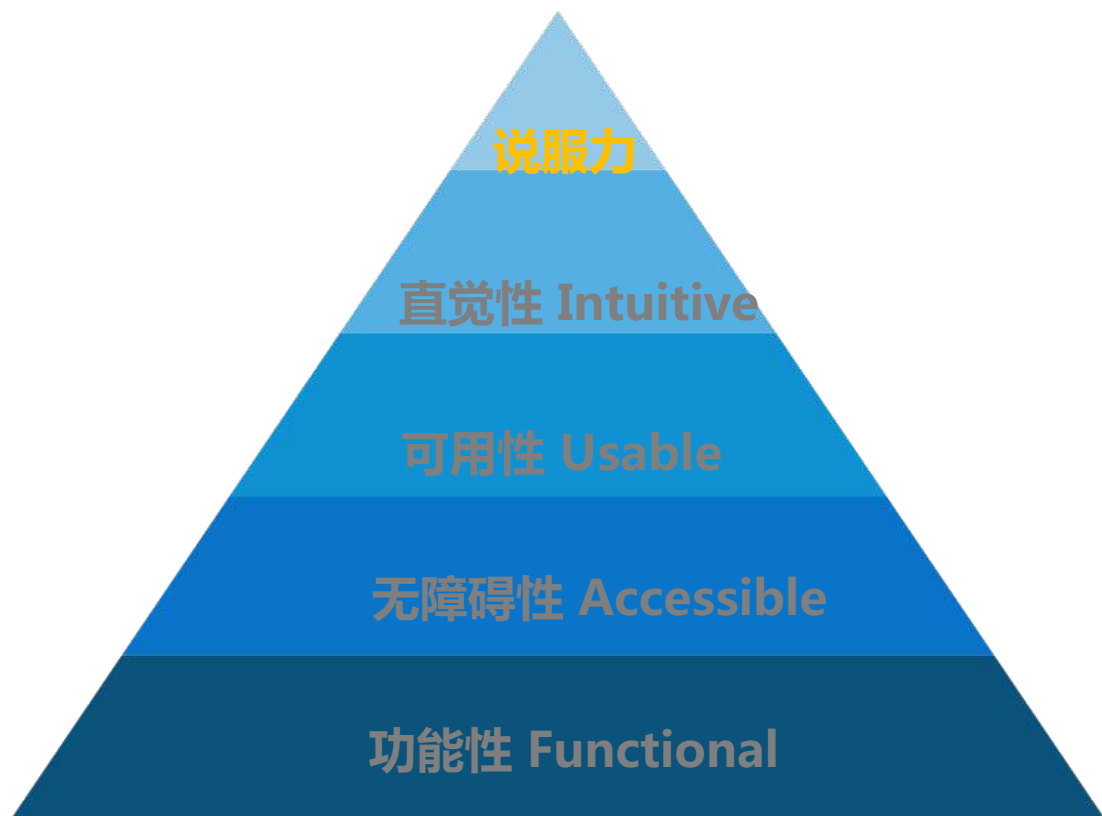 说服力
直觉性 Intuitive
可用性 Usable
无障碍性 Accessible
功能性 Functional